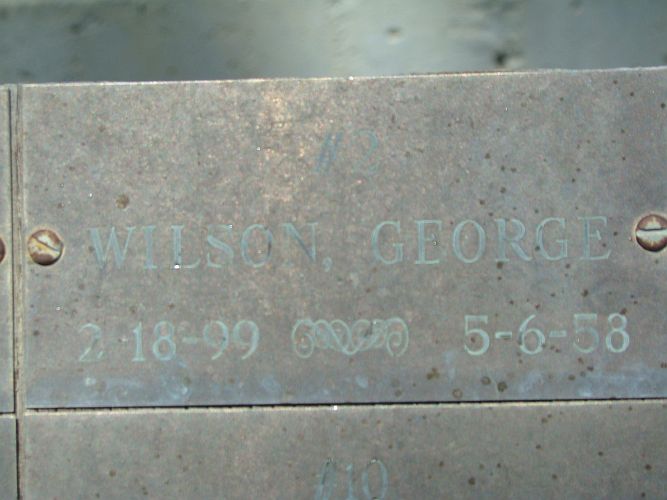 #2
WILSON, GEORGE
2-18-99 5-6-58
#10